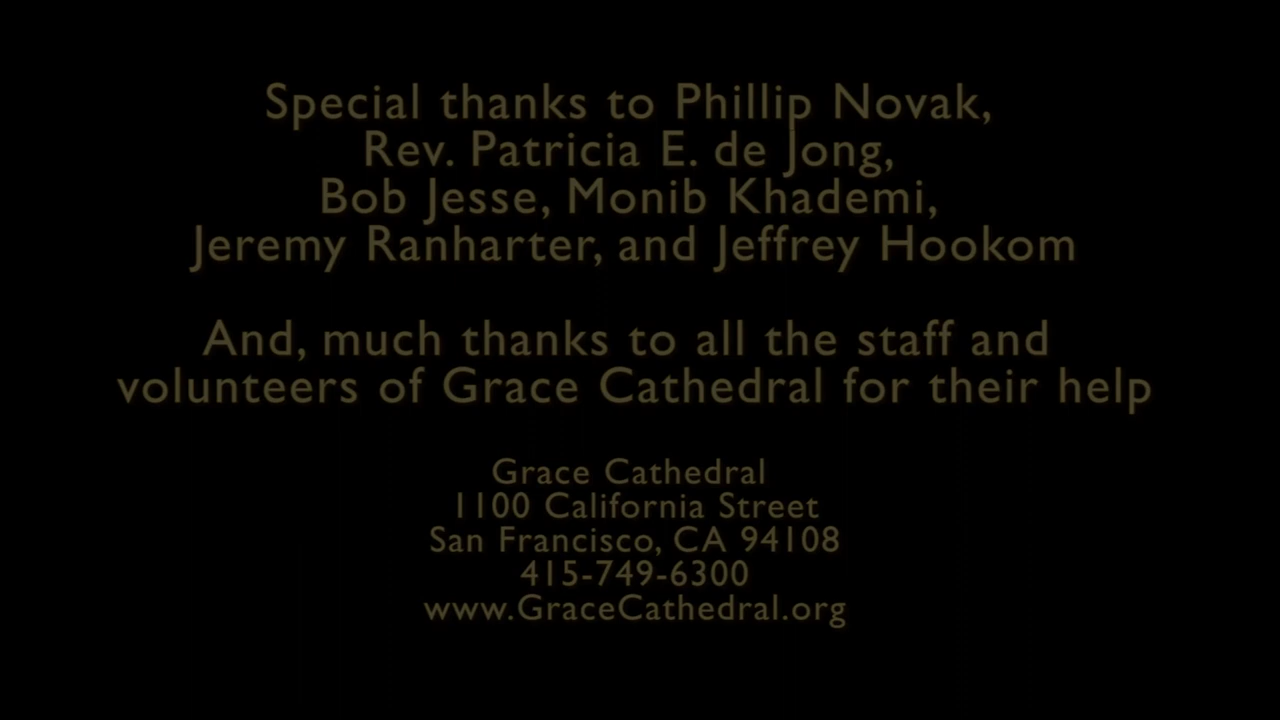 Special thanks to Phillip Novak,
Rev. Patricia E. de Jong,
Bob Jesse, Monib Khademi,
Jeremy Ranharter, and Jeffrey Hookom
And, much thanks to all the staff and
volunteers of Grace Cathedral for their help
Grace Cathedral
1100 California Street
San Francisco, CA 94108
415-749-6300
www.GraceCathedral.org